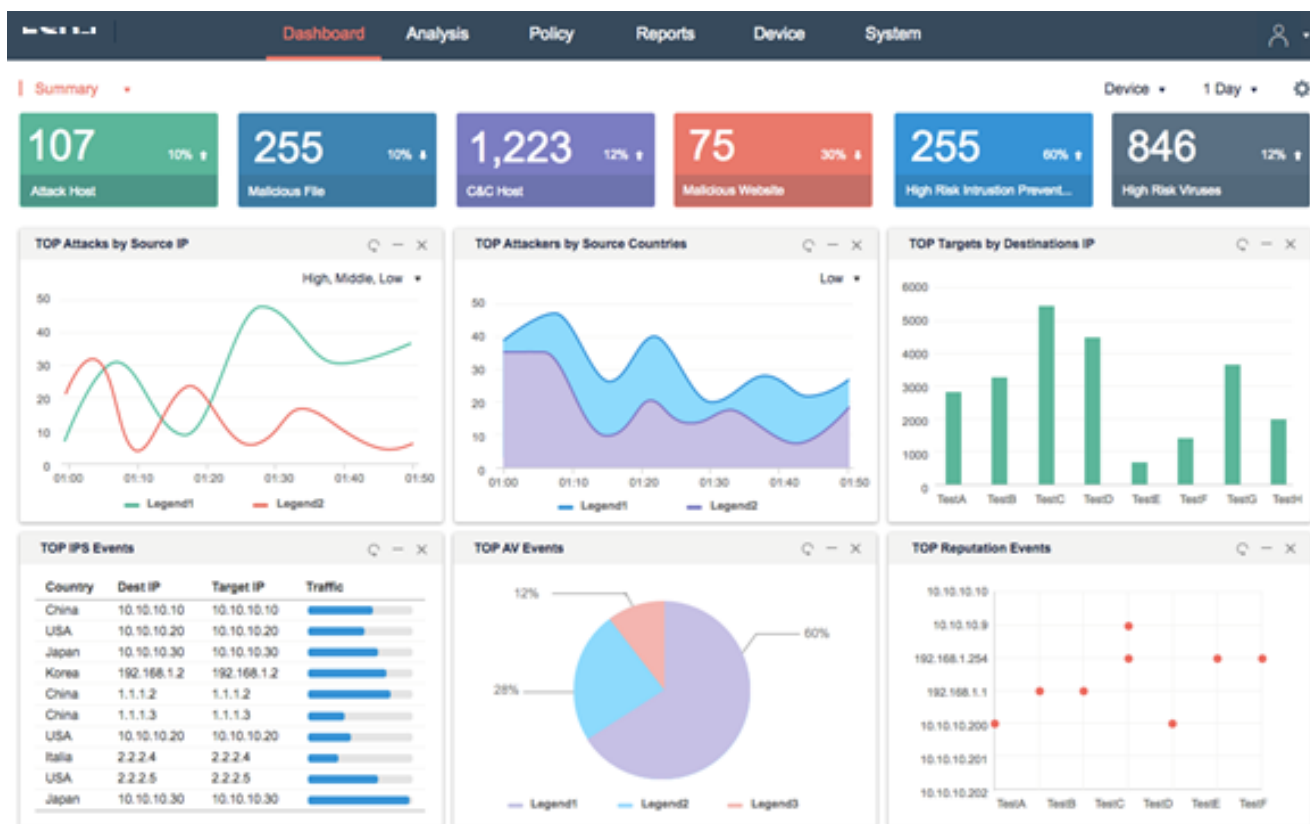 Dashboard Analysis Policy Reports Device System
Summary Device 1 Day
107 10%
Attack Host
255 10%
Malicious File
1,223 12%
C&C Host
75 30%
Malicious Website
255 60%
High Risk Intrustion Prevent...
846 12%
High Risk Viruses
TOP Attacks by Source IP
High, Middle, Low
50
40
30
20
10
0
01:00 01:10 01:20 01:30 01:40 01:50
Legend1 Legend2
TOP Attackers by Source Countries
Low
50
40
30
20
10
0
01:00 01:10 01:20 01:30 01:40 01:50
Legend1 Legend2
TOP Targets by Destinations IP
6000
5000
4000
3000
2000
1000
0
TestA TestB TestC TestD TestE TestF TestG TestH
TOP IPS Events
Country Dest IP Target IP Traffic
China 10.10.10.10 10.10.10.10
USA 10.10.10.20 10.10.10.20
Japan 10.10.10.30 10.10.10.30
Korea 192.168.1.2 192.168.1.2
China 1.1.1.2 1.1.1.2
China 1.1.1.3 1.1.1.3
USA 10.10.10.20 10.10.10.20
Italia 2.2.2.4 2.2.2.4
USA 2.2.2.5 2.2.2.5
Japan 10.10.10.30 10.10.10.30
TOP AV Events
12%
60%
28%
Legend1 Legend2 Legend3
TOP Reputation Events
10.10.10.10
10.10.10.9
192.168.1.254
192.168.1.1
10.10.10.200
10.10.10.201
10.10.10.202
TestA TestB TestC TestD TestE TestF